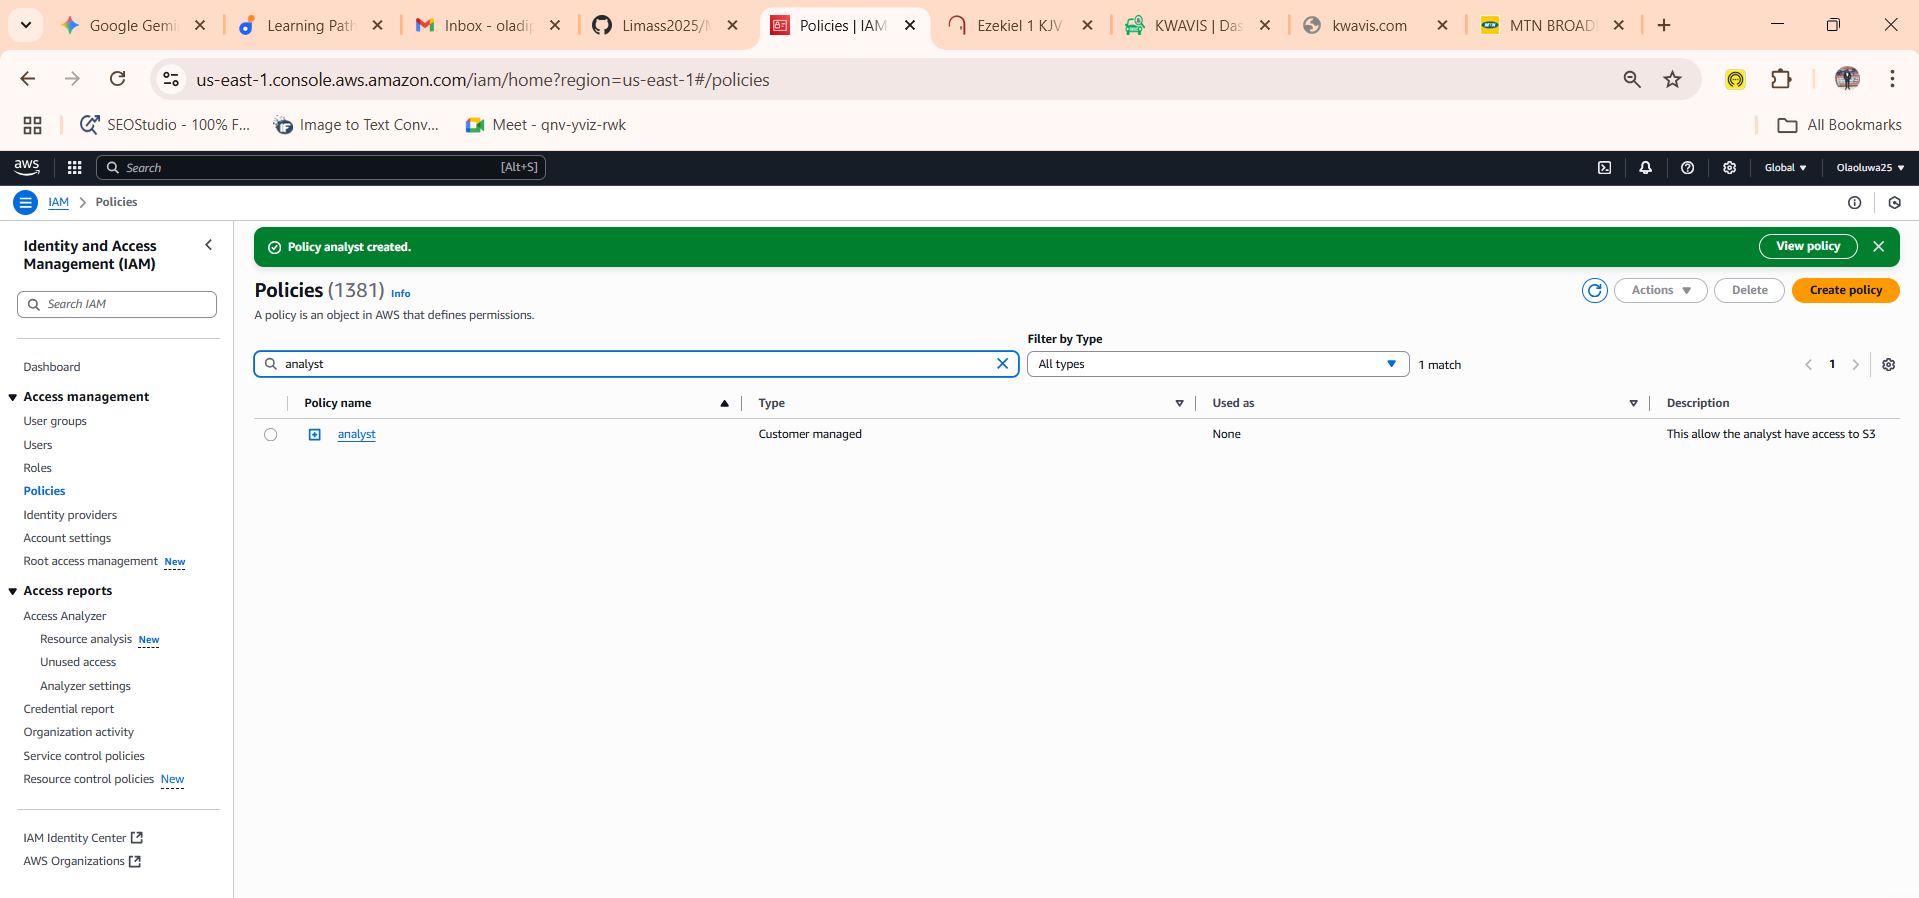 Google Gemi
Learning Path
Inbox - oladip
Limass2025/M
Policies | IAM
Ezekiel 1 KJV
KWAVIS | Das
kwavis.com
MTN BROAD
us-east-1.console.aws.amazon.com/iam/home?region=us-east-1#/policies
SEOStudio - 100% F...
Image to Text Conv...
Meet - qnv-yviz-rwk
All Bookmarks
aws
Search
[Alt+S]
Global
Olaoluwa25
IAM
Policies
Identity and Access
Management (IAM)
Search IAM
Dashboard
Access management
User groups
Users
Roles
Policies
Identity providers
Account settings
Root access management New
Access reports
Access Analyzer
Resource analysis New
Unused access
Analyzer settings
Credential report
Organization activity
Service control policies
Resource control policies New
IAM Identity Center
AWS Organizations
Policy analyst created.
View policy
Policies (1381) Info
Actions
Delete
Create policy
A policy is an object in AWS that defines permissions.
Filter by Type
analyst
All types
1 match
1
Policy name
Type
Used as
Description
analyst
Customer managed
None
This allow the analyst have access to S3